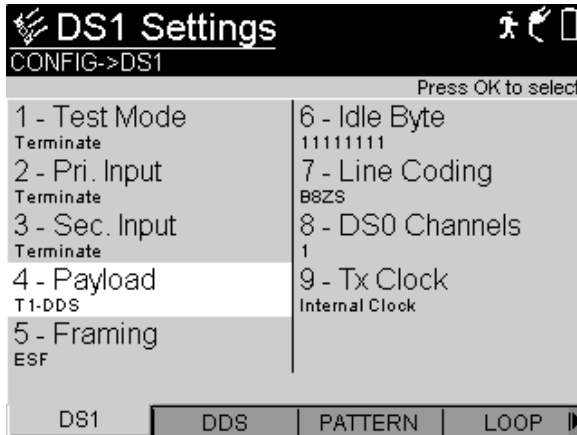 DS1 Settings
CONFIG->DS1
Press OK to select
1 - Test Mode
Terminate
2 - Pri. Input
Terminate
3 - Sec. Input
Terminate
4 - Payload
T1-DDS
5 - Framing
ESF
6 - Idle Byte
11111111
7 - Line Coding
B8ZS
8 - DS0 Channels
1
9 - Tx Clock
Internal Clock
DS1
DDS
PATTERN
LOOP